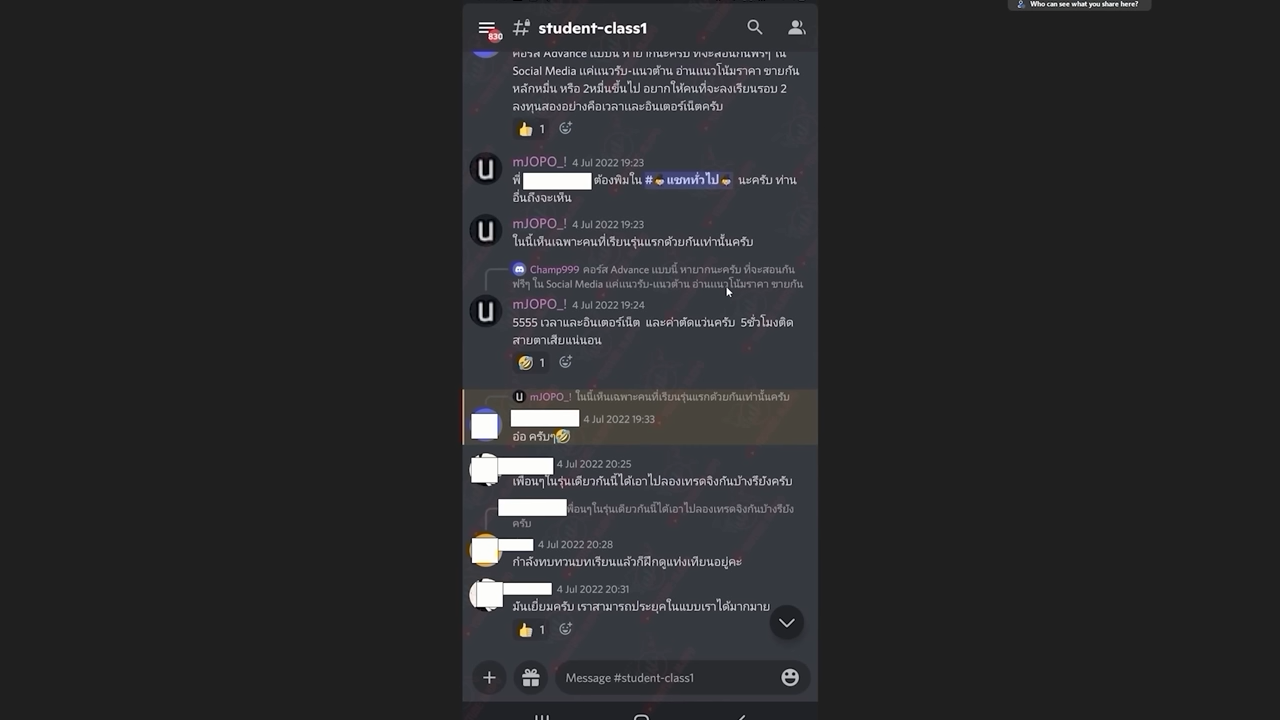 Who can see what you share here?
830
student-class1
คอร์ส Advance แบบนี้ หายากนะครับ ที่จะสอนกันฟรีๆ ใน
Social Media แค่แนวรับ-แนวต้าน อ่านแนวโน้มราคา ขายกัน
หลักหมื่น หรือ 2หมื่นขึ้นไป อยากให้คนที่จะลงเรียนรอบ 2
ลงทุนสองอย่างคือเวลาและอินเตอร์เน็ตครับ
👍 1
mJOPO_! 4 Jul 2022 19:23
พี่ ต้องพิมใน #แชททั่วไป นะครับ ท่าน
อื่นถึงจะเห็น
mJOPO_! 4 Jul 2022 19:23
ในนี้เห็นเฉพาะคนที่เรียนรุ่นแรกด้วยกันเท่านั้นครับ
Champ999 คอร์ส Advance แบบนี้ หายากนะครับ ที่จะสอนกัน
ฟรีๆ ใน Social Media แค่แนวรับ-แนวต้าน อ่านแนวโน้มราคา ขายกัน
mJOPO_! 4 Jul 2022 19:24
5555 เวลาและอินเตอร์เน็ต และค่าตัดแว่นครับ 5ชั่วโมงติด
สายตาเสียแน่นอน
🤣 1
mJOPO_! ในนี้เห็นเฉพาะคนที่เรียนรุ่นแรกด้วยกันเท่านั้นครับ
4 Jul 2022 19:33
อ๋อ ครับๆ🤣
4 Jul 2022 20:25
เพื่อนๆในรุ่นเดียวกันนี้ได้เอาไปลองเทรดจิงกันบ้างรึยังครับ
พื่อนๆในรุ่นเดียวกันนี้ได้เอาไปลองเทรดจิงกันบ้างรึยัง
ครับ
4 Jul 2022 20:28
กำลังทบทวนบทเรียนแล้วก็ฝึกดูแท่งเทียนอยู่คะ
4 Jul 2022 20:31
มันเยี่ยมครับ เราสามารถประยุคในแบบเราได้มากมาย
👍 1
Message #student-class1